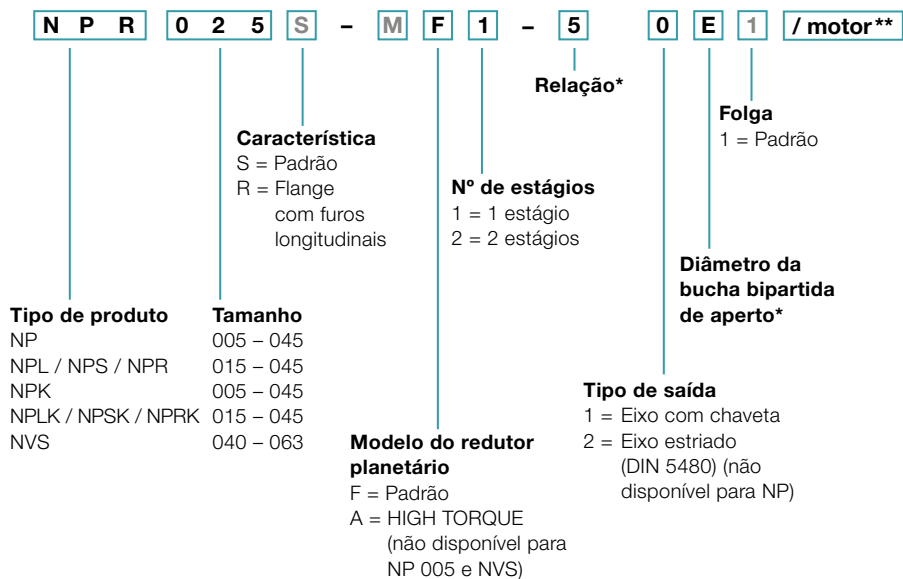 N P R 0 2 5 S – M F 1 – 5 0 E 1 / motor**
Relação*
Folga
1 = Padrão
Característica
S = Padrão
R = Flange
com furos
longitudinais
Nº de estágios
1 = 1 estágio
2 = 2 estágios
Diâmetro da
bucha bipartida
de aperto*
Tipo de produto Tamanho
NP 005 – 045
NPL / NPS / NPR 015 – 045
NPK 005 – 045
NPLK / NPSK / NPRK 015 – 045
NVS 040 – 063
Tipo de saída
1 = Eixo com chaveta
2 = Eixo estriado
(DIN 5480) (não
disponível para NP)
Modelo do redutor
planetário
F = Padrão
A = HIGH TORQUE
(não disponível para
NP 005 e NVS)